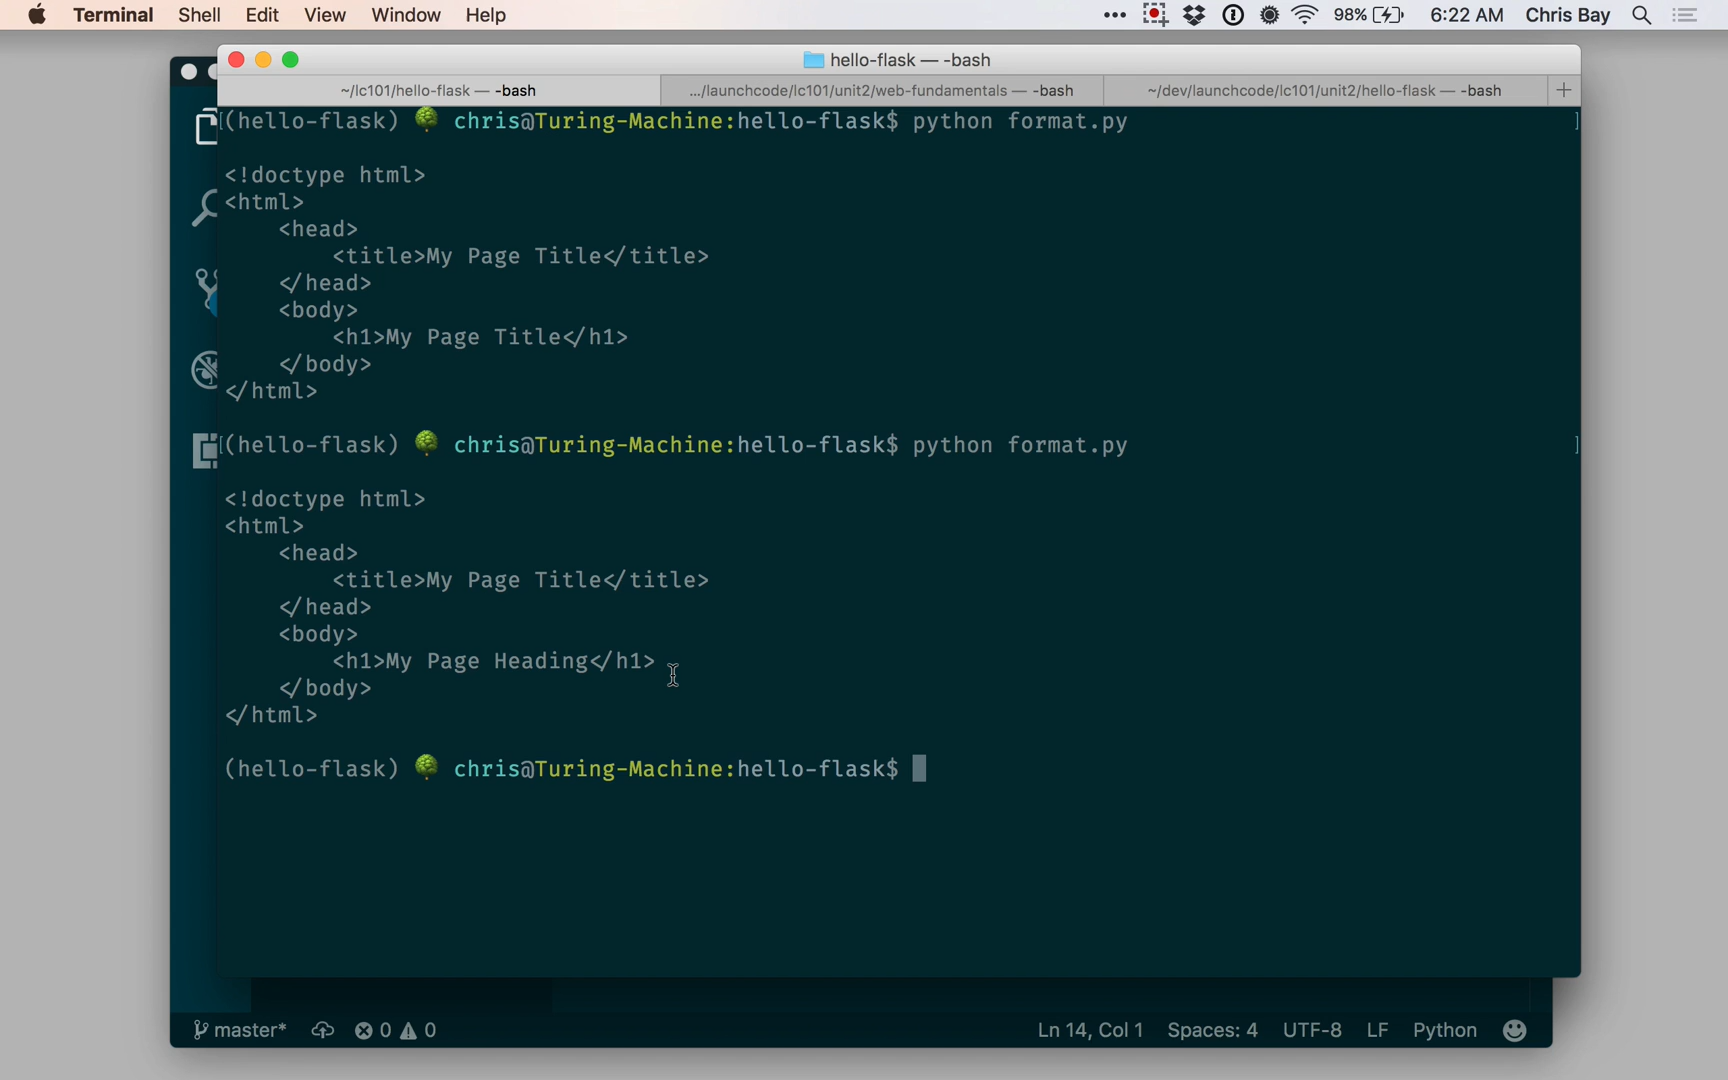 Terminal Shell Edit View Window Help 98% 6:22 AM Chris Bay
hello-flask — -bash
~/lc101/hello-flask — -bash .../launchcode/lc101/unit2/web-fundamentals — -bash ~/dev/launchcode/lc101/unit2/hello-flask — -bash
(hello-flask) chris@Turing-Machine:hello-flask$ python format.py
<!doctype html>
<html>
<head>
<title>My Page Title</title>
</head>
<body>
<h1>My Page Title</h1>
</body>
</html>
(hello-flask) chris@Turing-Machine:hello-flask$ python format.py
<!doctype html>
<html>
<head>
<title>My Page Title</title>
</head>
<body>
<h1>My Page Heading</h1>
</body>
</html>
(hello-flask) chris@Turing-Machine:hello-flask$
master* 0 0 Ln 14, Col 1 Spaces: 4 UTF-8 LF Python